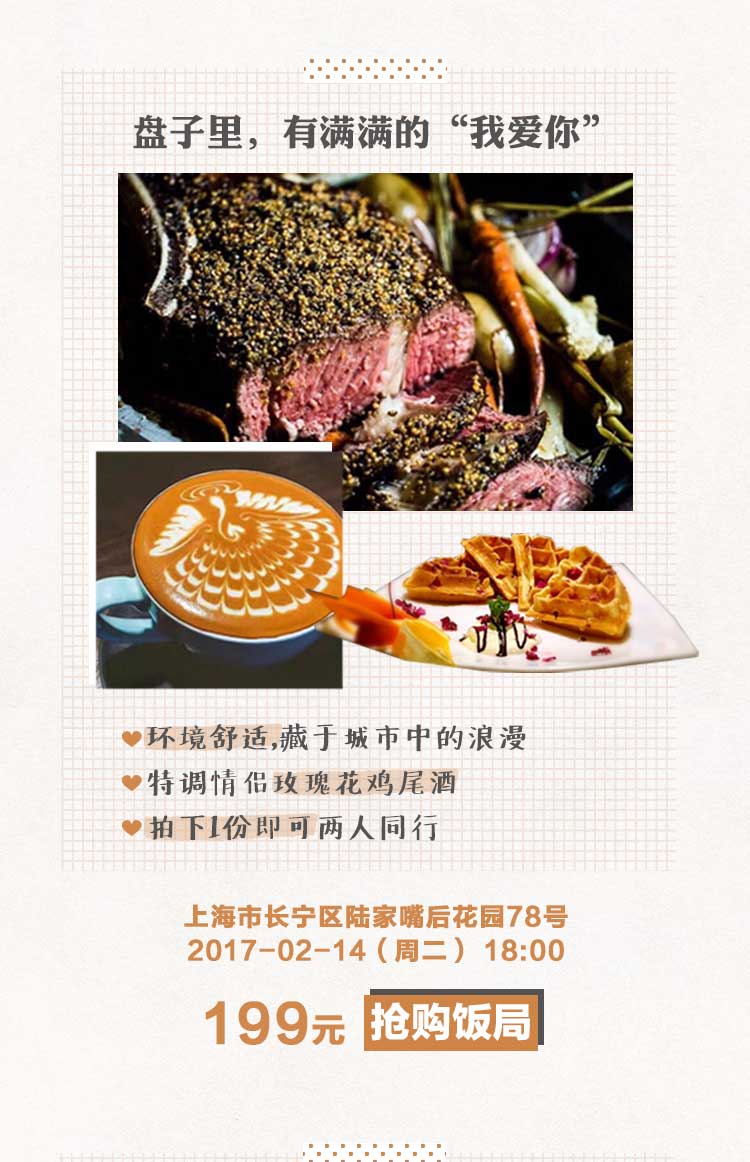 盘子里，有满满的“我爱你”
环境舒适,藏于城市中的浪漫
特调情侣玫瑰花鸡尾酒
拍下1份即可两人同行
上海市长宁区陆家嘴后花园78号
2017-02-14（周二） 18:00
199元 抢购饭局